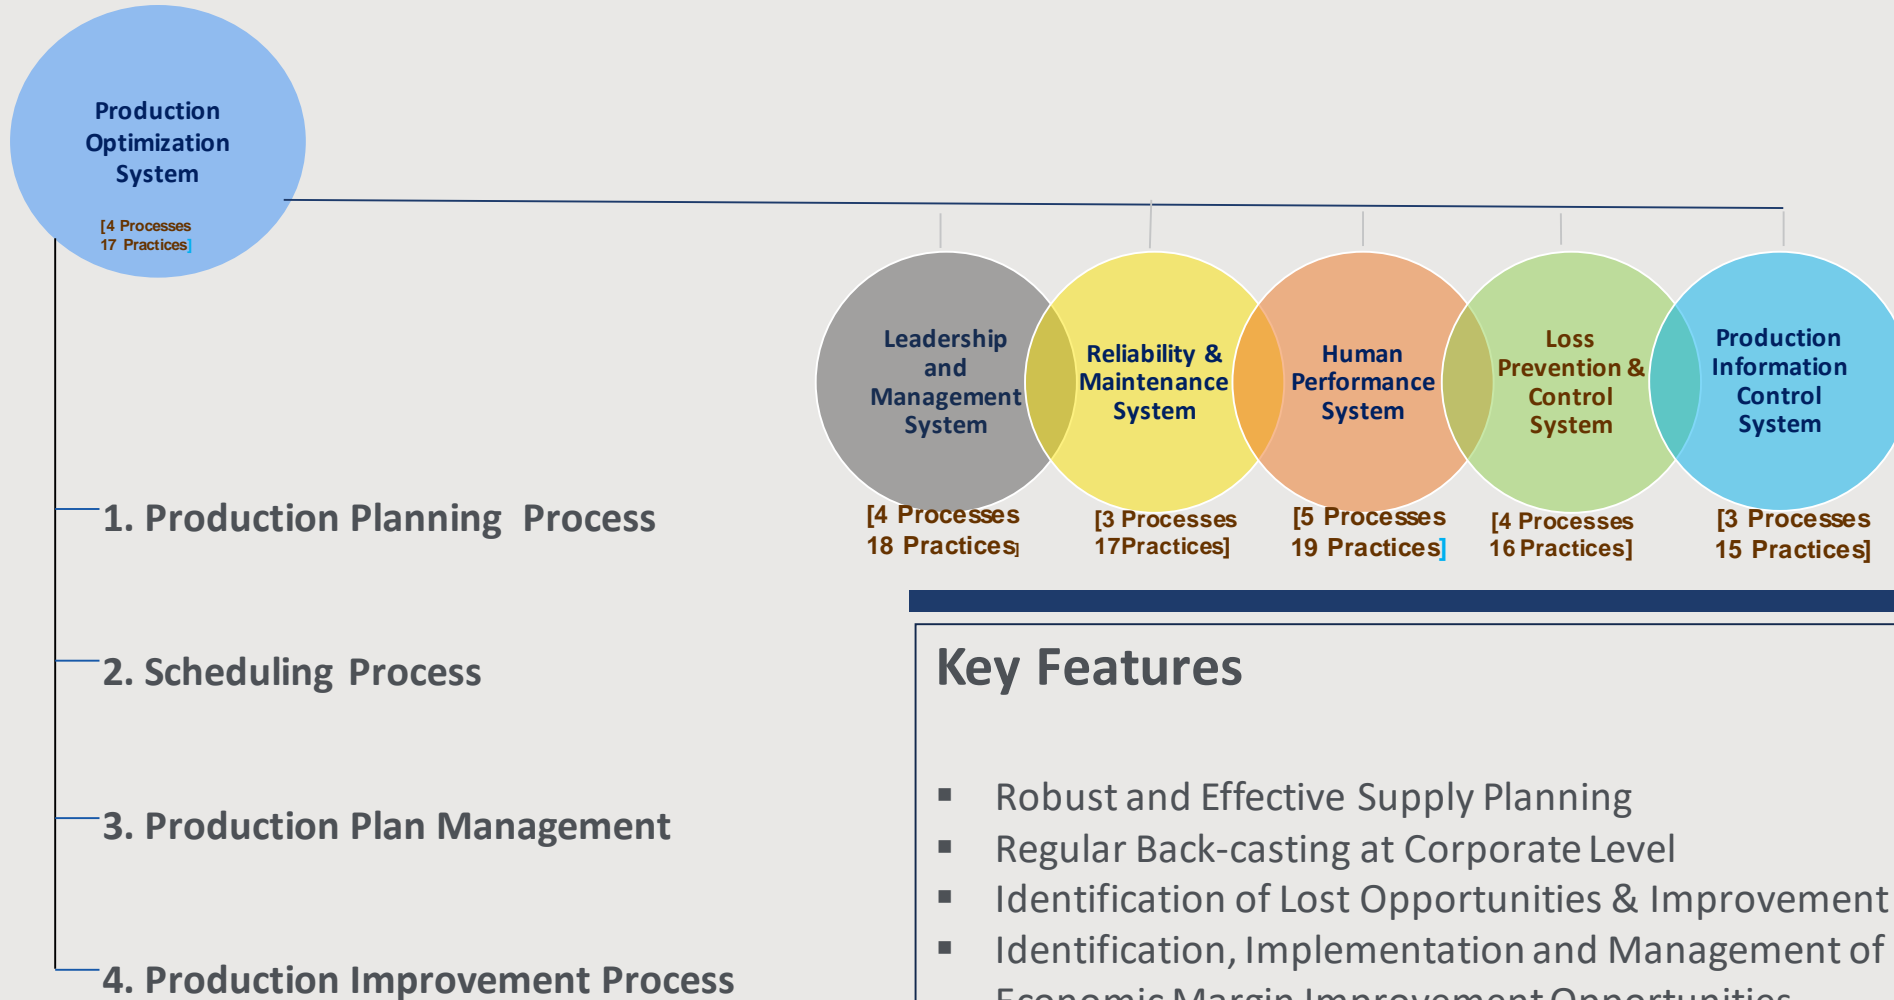 Production
Optimization
System
[4 Processes
17 Practices]
Leadership
and
Management
System
[4 Processes
18 Practices]
Reliability &
Maintenance
System
[3 Processes
17Practices]
Human
Performance
System
[5 Processes
19 Practices]
Loss
Prevention &
Control
System
[4 Processes
16 Practices]
Production
Information
Control
System
[3 Processes
15 Practices]
1. Production Planning Process
2. Scheduling Process
3. Production Plan Management
4. Production Improvement Process
Key Features
▪ Robust and Effective Supply Planning
▪ Regular Back-casting at Corporate Level
▪ Identification of Lost Opportunities & Improvement
▪ Identification, Implementation and Management of
Economic Margin Improvement Opportunities